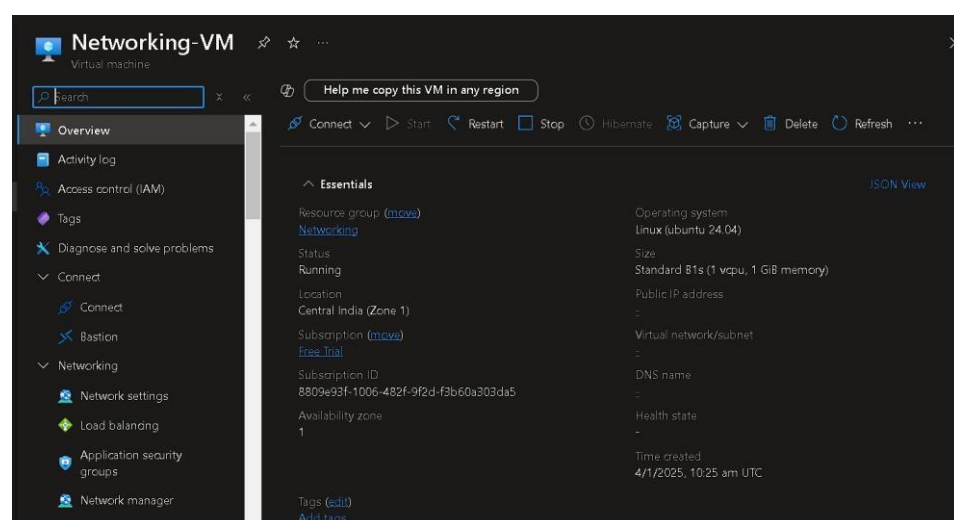 Networking-VM
Virtual machine
Search
Overview
Activity log
Access control (IAM)
Tags
Diagnose and solve problems
Connect
Connect
Bastion
Networking
Network settings
Load balancing
Application security
groups
Network manager
Help me copy this VM in any region
Connect Start Restart Stop Hibernate Capture Delete Refresh ...
Essentials
JSON View
Resource group (move)
Networking
Status
Running
Location
Central India (Zone 1)
Subscription (move)
Free Trial
Subscription ID
8809e93f-1006-482f-9f2d-f3b60a303da5
Availability zone
1
Operating system
Linux (ubuntu 24.04)
Size
Standard B1s (1 vcpu, 1 GiB memory)
Public IP address
-
Virtual network/subnet
-
DNS name
-
Health state
-
Time created
4/1/2025, 10:25 am UTC
Tags (edit)
Add tags